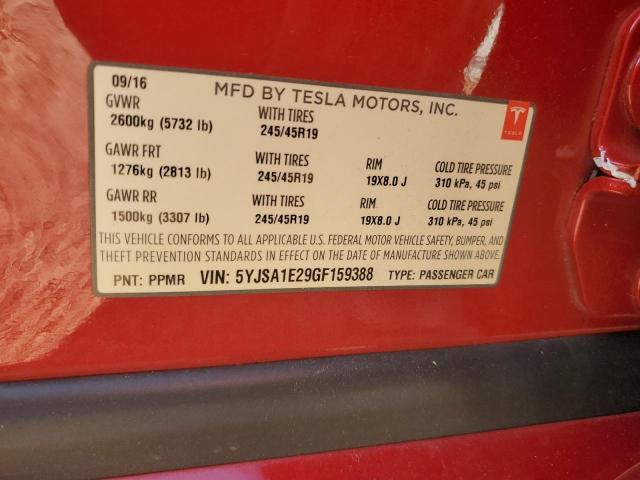 09/16
MFD BY TESLA MOTORS, INC.
GVWR WITH TIRES
2600kg (5732 lb) 245/45R19
TESLA
GAWR FRT WITH TIRES RIM COLD TIRE PRESSURE
1276kg (2813 lb) 245/45R19 19X8.0 J 310 kPa, 45 psi
GAWR RR WITH TIRES RIM COLD TIRE PRESSURE
1500kg (3307 lb) 245/45R19 19X8.0 J 310 kPa, 45 psi
THIS VEHICLE CONFORMS TO ALL APPLICABLE U.S. FEDERAL MOTOR VEHICLE SAFETY, BUMPER, AND
THEFT PREVENTION STANDARDS IN EFFECT ON THE DATE OF MANUFACTURE SHOWN ABOVE.
PNT: PPMR VIN: 5YJSA1E29GF159388 TYPE: PASSENGER CAR